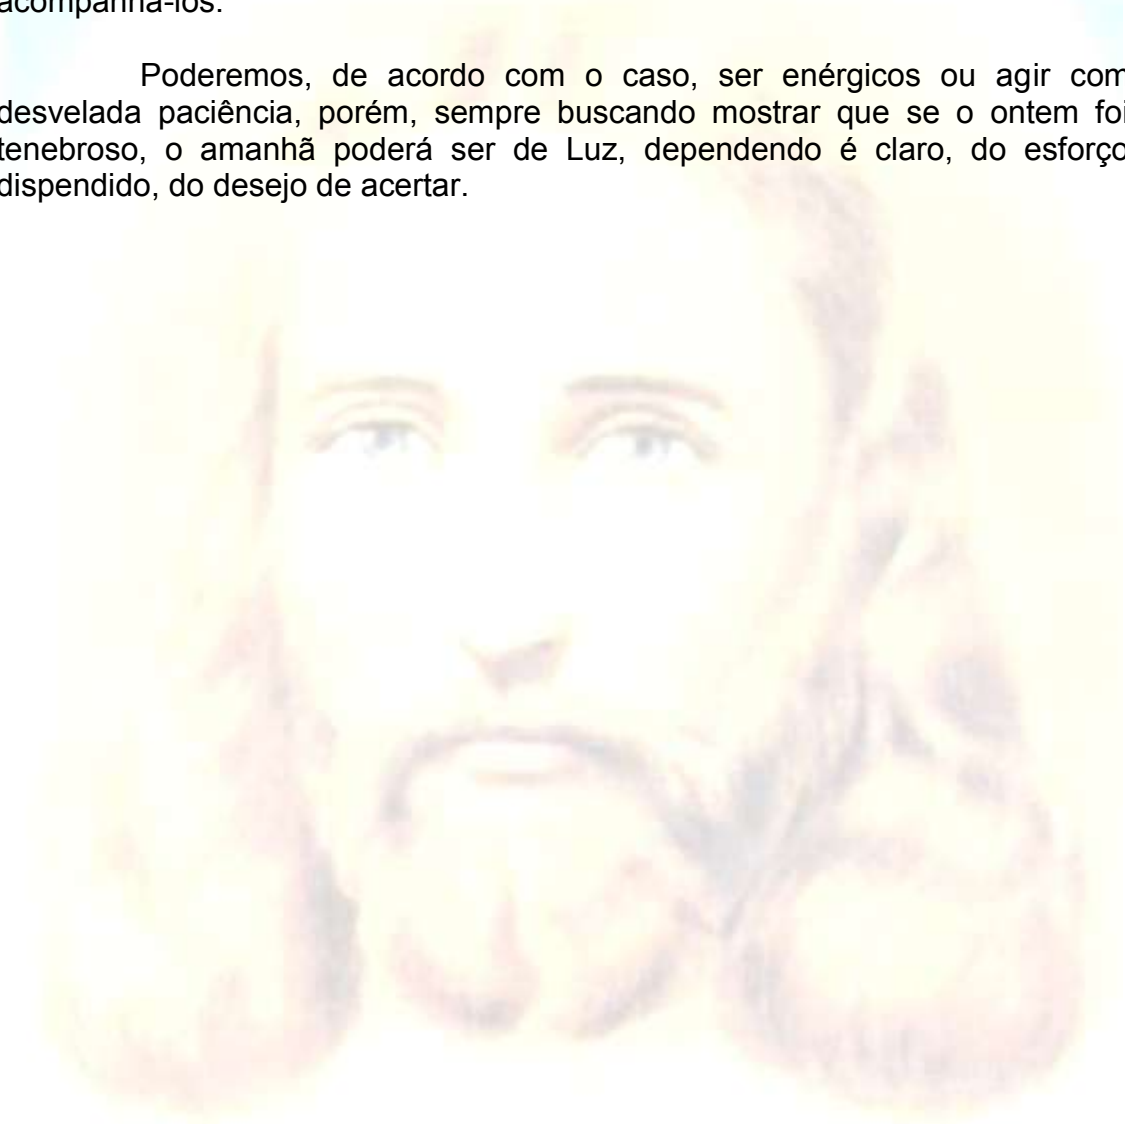 acompanhá-los.
Poderemos, de acordo com o caso, ser enérgicos ou agir com
desvelada paciência, porém, sempre buscando mostrar que se o ontem foi
tenebroso, o amanhã poderá ser de Luz, dependendo é claro, do esforço
dispendido, do desejo de acertar.